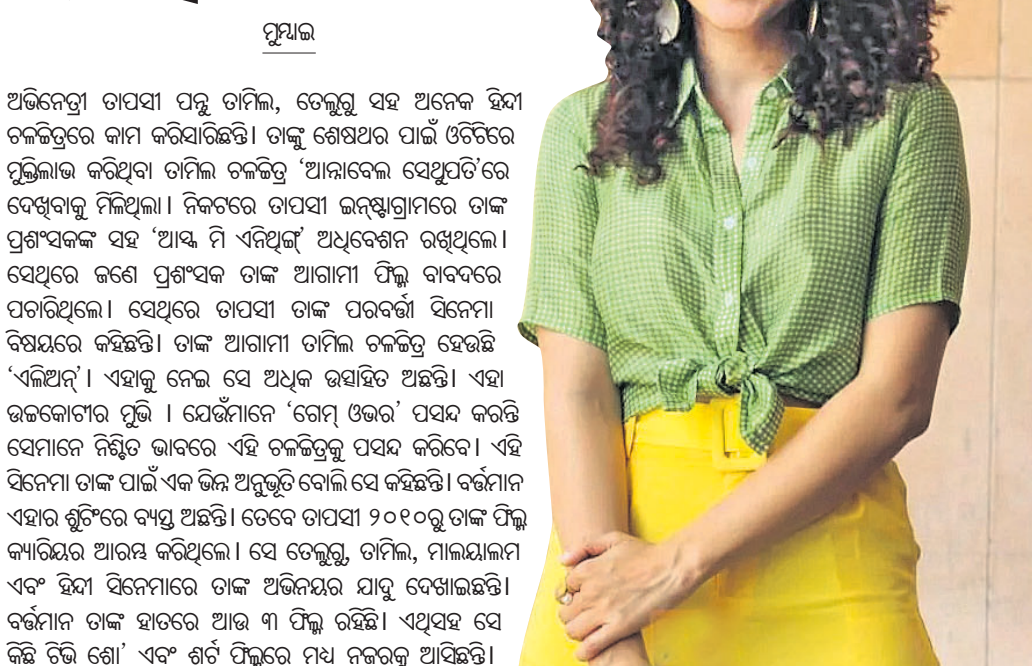 ମୁମ୍ବାଇ
ଅଭିନେତ୍ରୀ ତାପସୀ ପନ୍ନୁ ତାମିଲ, ତେଲୁଗୁ ସହ ଅନେକ ହିନ୍ଦୀ
ଚଳଚ୍ଚିତ୍ରରେ କାମ କରିସାରିଛନ୍ତି। ତାଙ୍କୁ ଶେଷଥର ପାଇଁ ଓଟିଟିରେ
ମୁକ୍ତିଲାଭ କରିଥିବା ତାମିଲ ଚଳଚ୍ଚିତ୍ର ‘ଆନ୍ନାବେଲ ସେଥୁପତି’ରେ
ଦେଖିବାକୁ ମିଳିଥିଲା। ନିକଟରେ ତାପସୀ ଇନ୍‌ଷ୍ଟାଗ୍ରାମରେ ତାଙ୍କ
ପ୍ରଶଂସକଙ୍କ ସହ ‘ଆସ୍କ ମି ଏନିଥିଙ୍ଗ୍’ ଅଧିବେଶନ ରଖିଥିଲେ।
ସେଥିରେ ଜଣେ ପ୍ରଶଂସକ ତାଙ୍କ ଆଗାମୀ ଫିଲ୍ମ ବାବଦରେ
ପଚାରିଥିଲେ। ସେଥିରେ ତାପସୀ ତାଙ୍କ ପରବର୍ତ୍ତୀ ସିନେମା
ବିଷୟରେ କହିଛନ୍ତି। ତାଙ୍କ ଆଗାମୀ ତାମିଲ ଚଳଚ୍ଚିତ୍ର ହେଉଛି
‘ଏଲିଅନ୍’। ଏହାକୁ ନେଇ ସେ ଅଧିକ ଉତ୍ସାହିତ ଅଛନ୍ତି। ଏହା
ଉଚ୍ଚକୋଟୀର ମୁଭି । ଯେଉଁମାନେ ‘ଗେମ୍ ଓଭର’ ପସନ୍ଦ କରନ୍ତି
ସେମାନେ ନିଶ୍ଚିତ ଭାବରେ ଏହି ଚଳଚ୍ଚିତ୍ରକୁ ପସନ୍ଦ କରିବେ। ଏହି
ସିନେମା ତାଙ୍କ ପାଇଁ ଏକ ଭିନ୍ନ ଅନୁଭୂତି ବୋଲି ସେ କହିଛନ୍ତି। ବର୍ତ୍ତମାନ
ଏହାର ଶୁଟିଂରେ ବ୍ୟସ୍ତ ଅଛନ୍ତି। ତେବେ ତାପସୀ ୨୦୧୦ରୁ ତାଙ୍କ ଫିଲ୍ମ
କ୍ୟାରିୟର ଆରମ୍ଭ କରିଥିଲେ। ସେ ତେଲୁଗୁ, ତାମିଲ, ମାଲୟାଲମ
ଏବଂ ହିନ୍ଦୀ ସିନେମାରେ ତାଙ୍କ ଅଭିନୟର ଯାଦୁ ଦେଖାଇଛନ୍ତି।
ବର୍ତ୍ତମାନ ତାଙ୍କ ହାତରେ ଆଉ ୩ ଫିଲ୍ମ ରହିଛି। ଏଥିସହ ସେ
କିଛି ଟିଭି ଶୋ’ ଏବଂ ଶର୍ଟ ଫିଲ୍ମରେ ମଧ୍ୟ ନଜରକୁ ଆସିଛନ୍ତି।